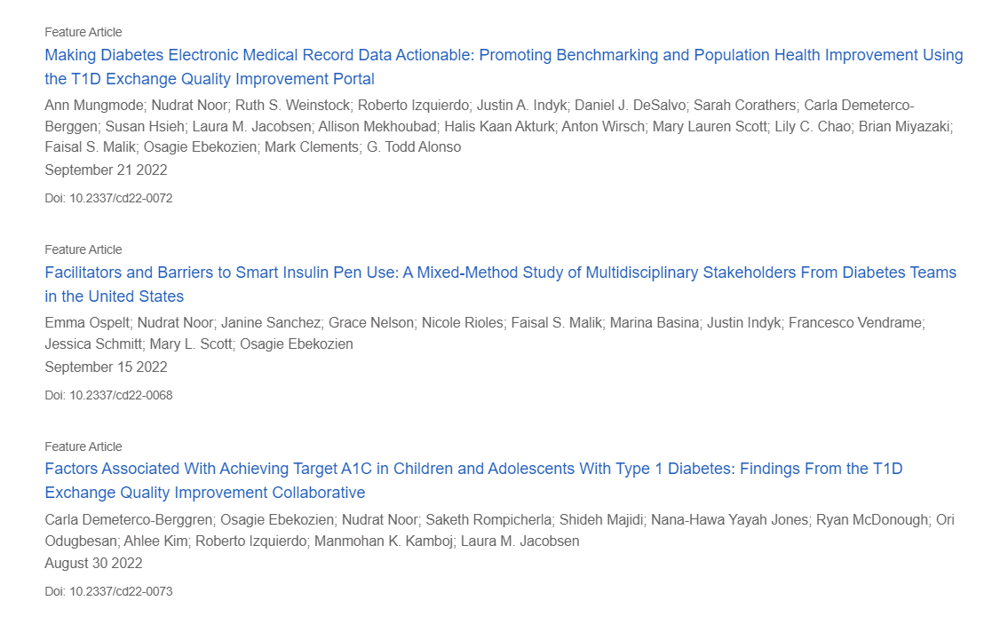 Feature Article
Making Diabetes Electronic Medical Record Data Actionable: Promoting Benchmarking and Population Health Improvement Using
the T1D Exchange Quality Improvement Portal
Ann Mungmode; Nudrat Noor; Ruth S. Weinstock; Roberto Izquierdo; Justin A. Indyk; Daniel J. DeSalvo; Sarah Corathers; Carla Demeterco-
Berggen; Susan Hsieh; Laura M. Jacobsen; Allison Mekhoubad; Halis Kaan Akturk; Anton Wirsch; Mary Lauren Scott; Lily C. Chao; Brian Miyazaki;
Faisal S. Malik; Osagie Ebekozien; Mark Clements; G. Todd Alonso
September 21 2022
Doi: 10.2337/cd22-0072
Feature Article
Facilitators and Barriers to Smart Insulin Pen Use: A Mixed-Method Study of Multidisciplinary Stakeholders From Diabetes Teams
in the United States
Emma Ospelt; Nudrat Noor; Janine Sanchez; Grace Nelson; Nicole Rioles; Faisal S. Malik; Marina Basina; Justin Indyk; Francesco Vendrame;
Jessica Schmitt; Mary L. Scott; Osagie Ebekozien
September 15 2022
Doi: 10.2337/cd22-0068
Feature Article
Factors Associated With Achieving Target A1C in Children and Adolescents With Type 1 Diabetes: Findings From the T1D
Exchange Quality Improvement Collaborative
Carla Demeterco-Berggren; Osagie Ebekozien; Nudrat Noor; Saketh Rompicherla; Shideh Majidi; Nana-Hawa Yayah Jones; Ryan McDonough; Ori
Odugbesan; Ahlee Kim; Roberto Izquierdo; Manmohan K. Kamboj; Laura M. Jacobsen
August 30 2022
Doi: 10.2337/cd22-0073